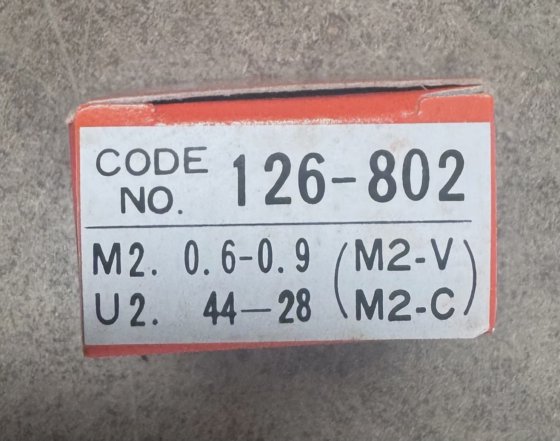 CODE NO. 126-802
M2. 0.6-0.9 (M2-V
U2. 44-28 M2-C)